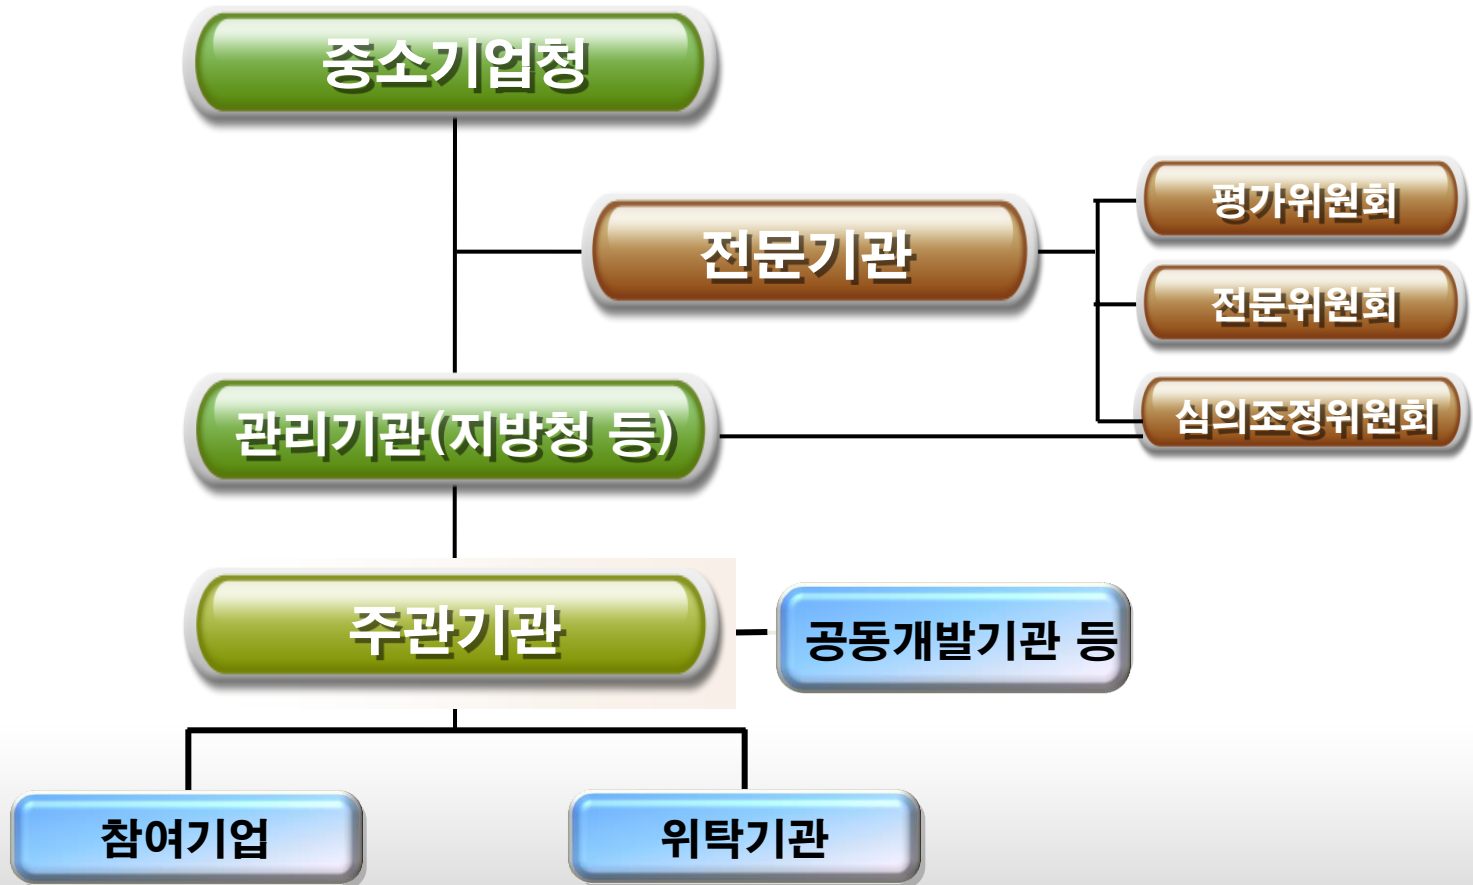 중소기업청
전문기관
평가위원회
전문위원회
심의조정위원회
관리기관(지방청 등)
주관기관
공동개발기관 등
참여기업
위탁기관